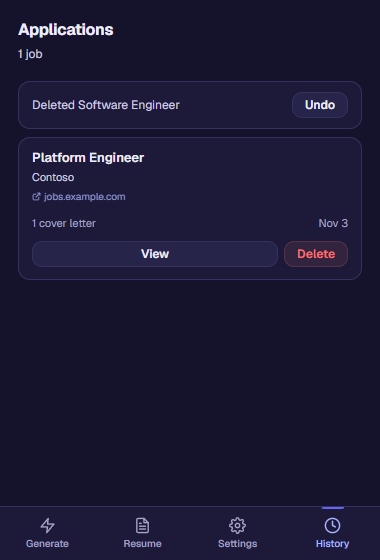 Applications
1 job
Deleted Software Engineer
Undo
Platform Engineer
Contoso
jobs.example.com
1 cover letter
Nov 3
View
Delete
Generate
Resume
Settings
History